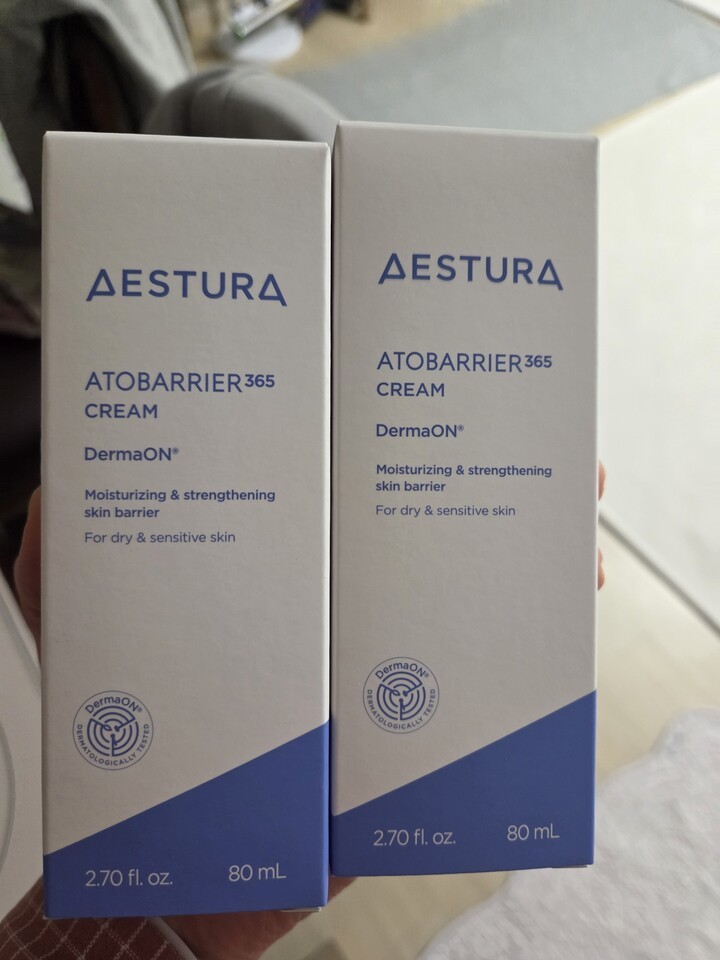 AESTURA
ATOBARRIER365
CREAM
DermaON®
Moisturizing & strengthening
skin barrier
For dry & sensitive skin
DermaON®
DERMATOLOGICALLY TESTED
2.70 fl. oz. 80 mL
AESTURA
ATOBARRIER365
CREAM
DermaON®
Moisturizing & strengthening
skin barrier
For dry & sensitive skin
DermaON®
DERMATOLOGICALLY TESTED
2.70 fl. oz. 80 mL